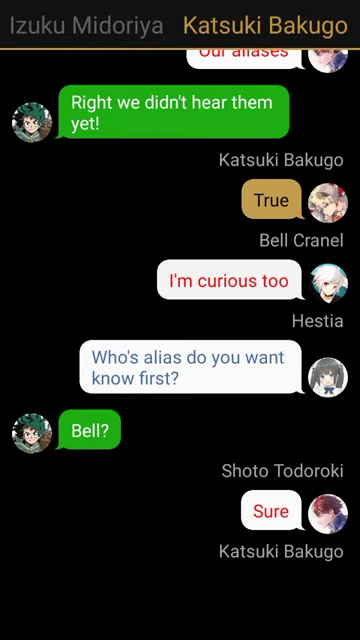 Izuku Midoriya Katsuki Bakugo
Our aliases
Right we didn't hear them
yet!
Katsuki Bakugo
True
Bell Cranel
I'm curious too
Hestia
Who's alias do you want
know first?
Bell?
Shoto Todoroki
Sure
Katsuki Bakugo